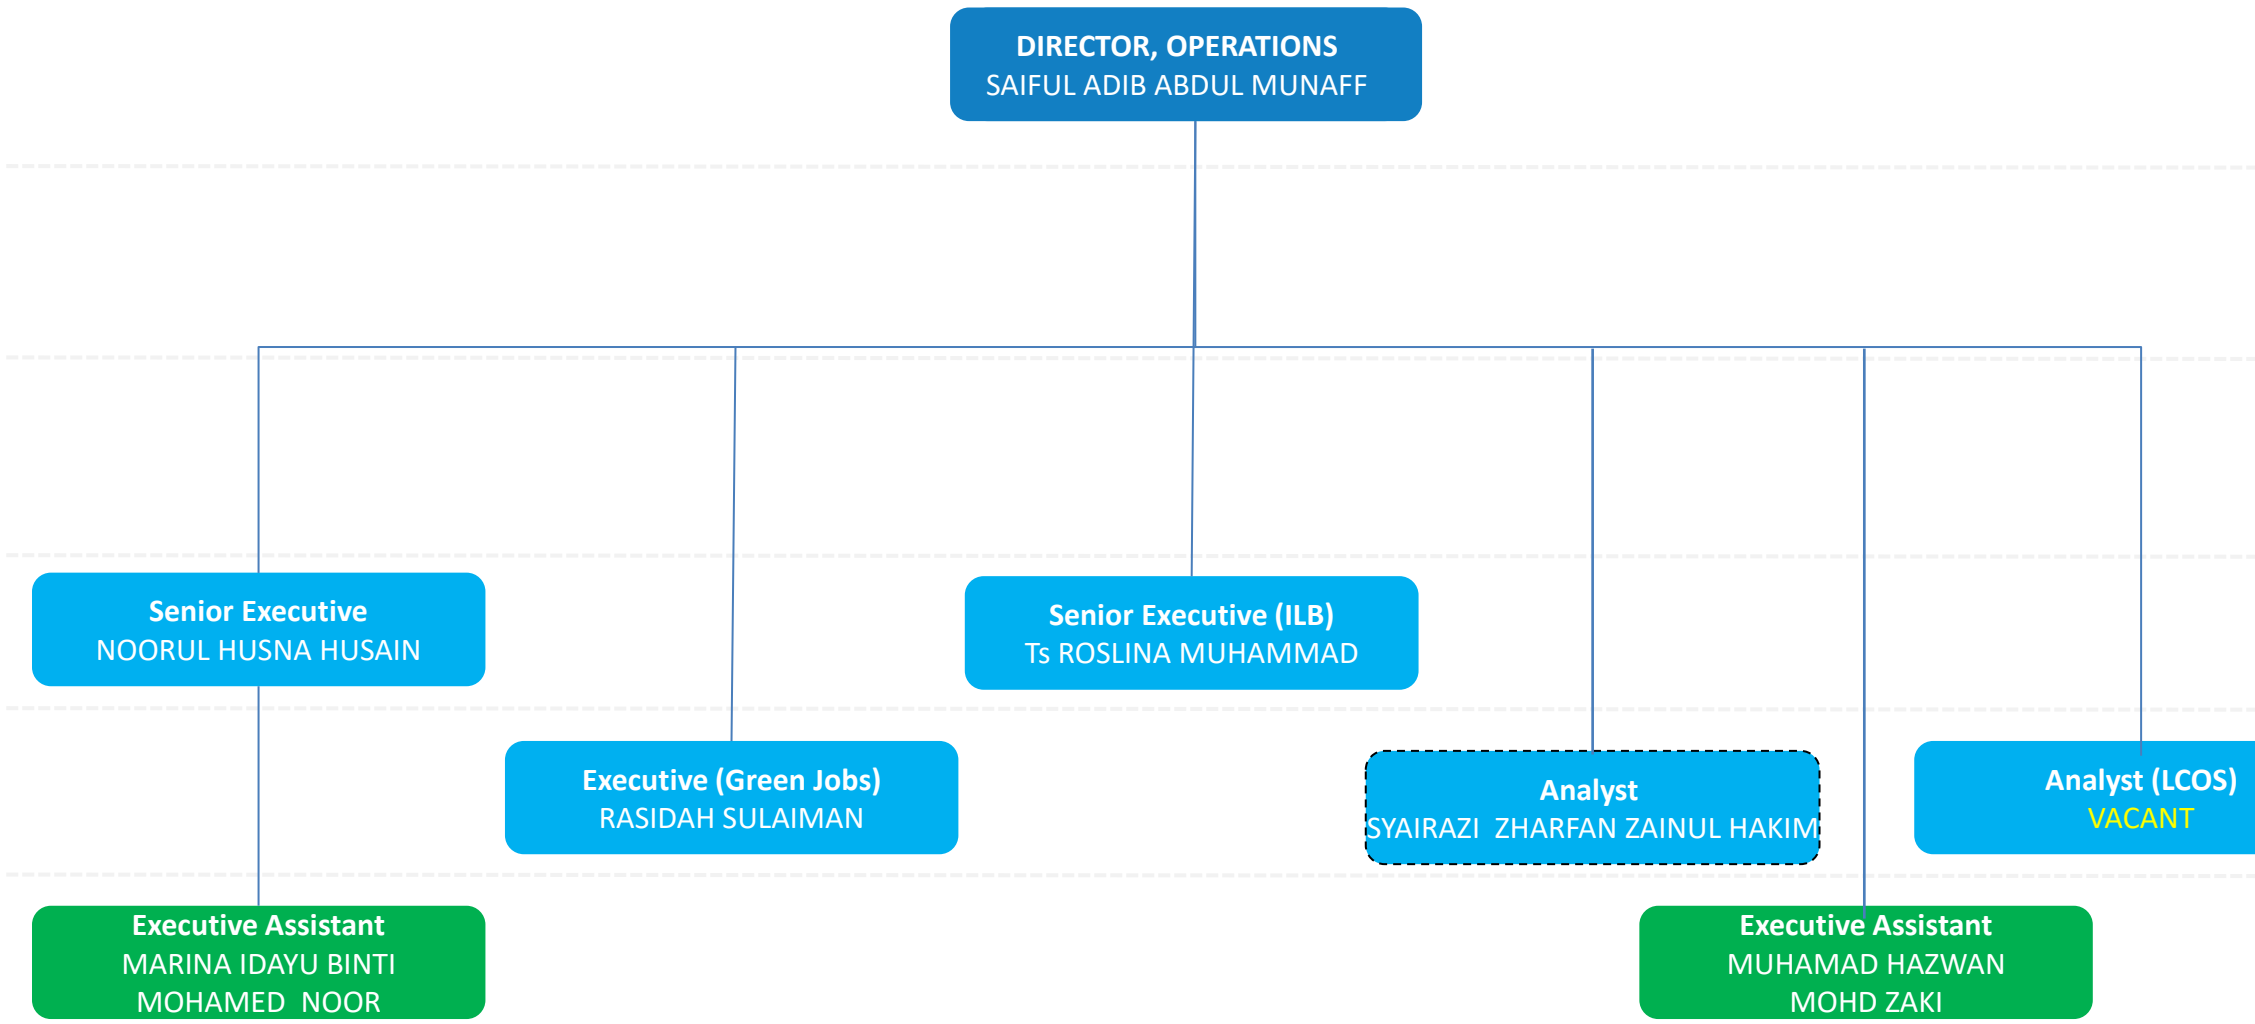 DIRECTOR, OPERATIONS
SAIFUL ADIB ABDUL MUNAFF
Senior Executive
NOORUL HUSNA HUSAIN
Senior Executive (ILB)
Ts ROSLINA MUHAMMAD
Executive (Green Jobs)
RASIDAH SULAIMAN
Analyst
SYAIRAZI  ZHARFAN ZAINUL HAKIM
Analyst (LCOS)
VACANT
Executive Assistant
MARINA IDAYU BINTI
MOHAMED  NOOR
Executive Assistant
MUHAMAD HAZWAN
MOHD ZAKI